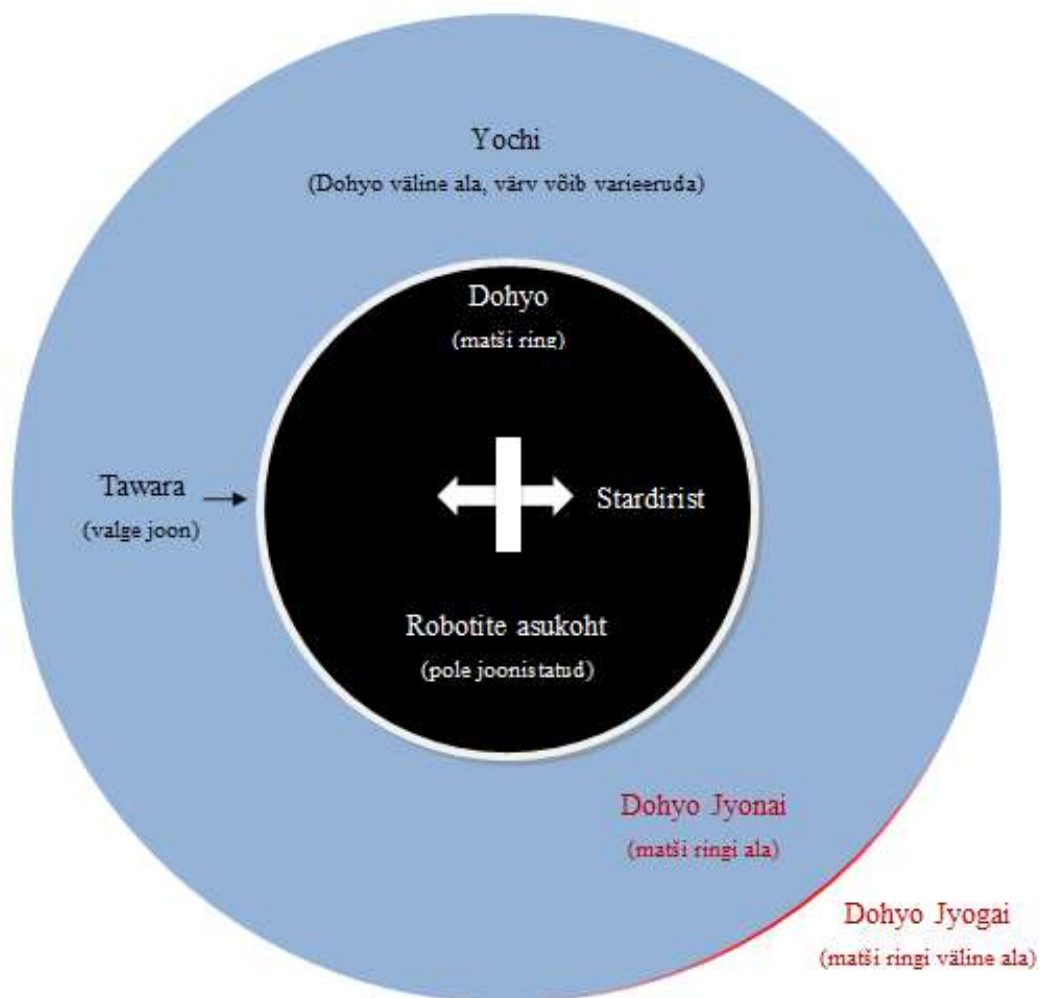 Yochi
(Dohyo väline ala, värv võib varieeruda)
Dohyo
(matši ring)
Tawara
(valge joon)
Stardirist
Robotite asukoht
(pole joonistatud)
Dohyo Jyonai
(matši ringi ala)
Dohyo Jyogai
(matši ringi väline ala)